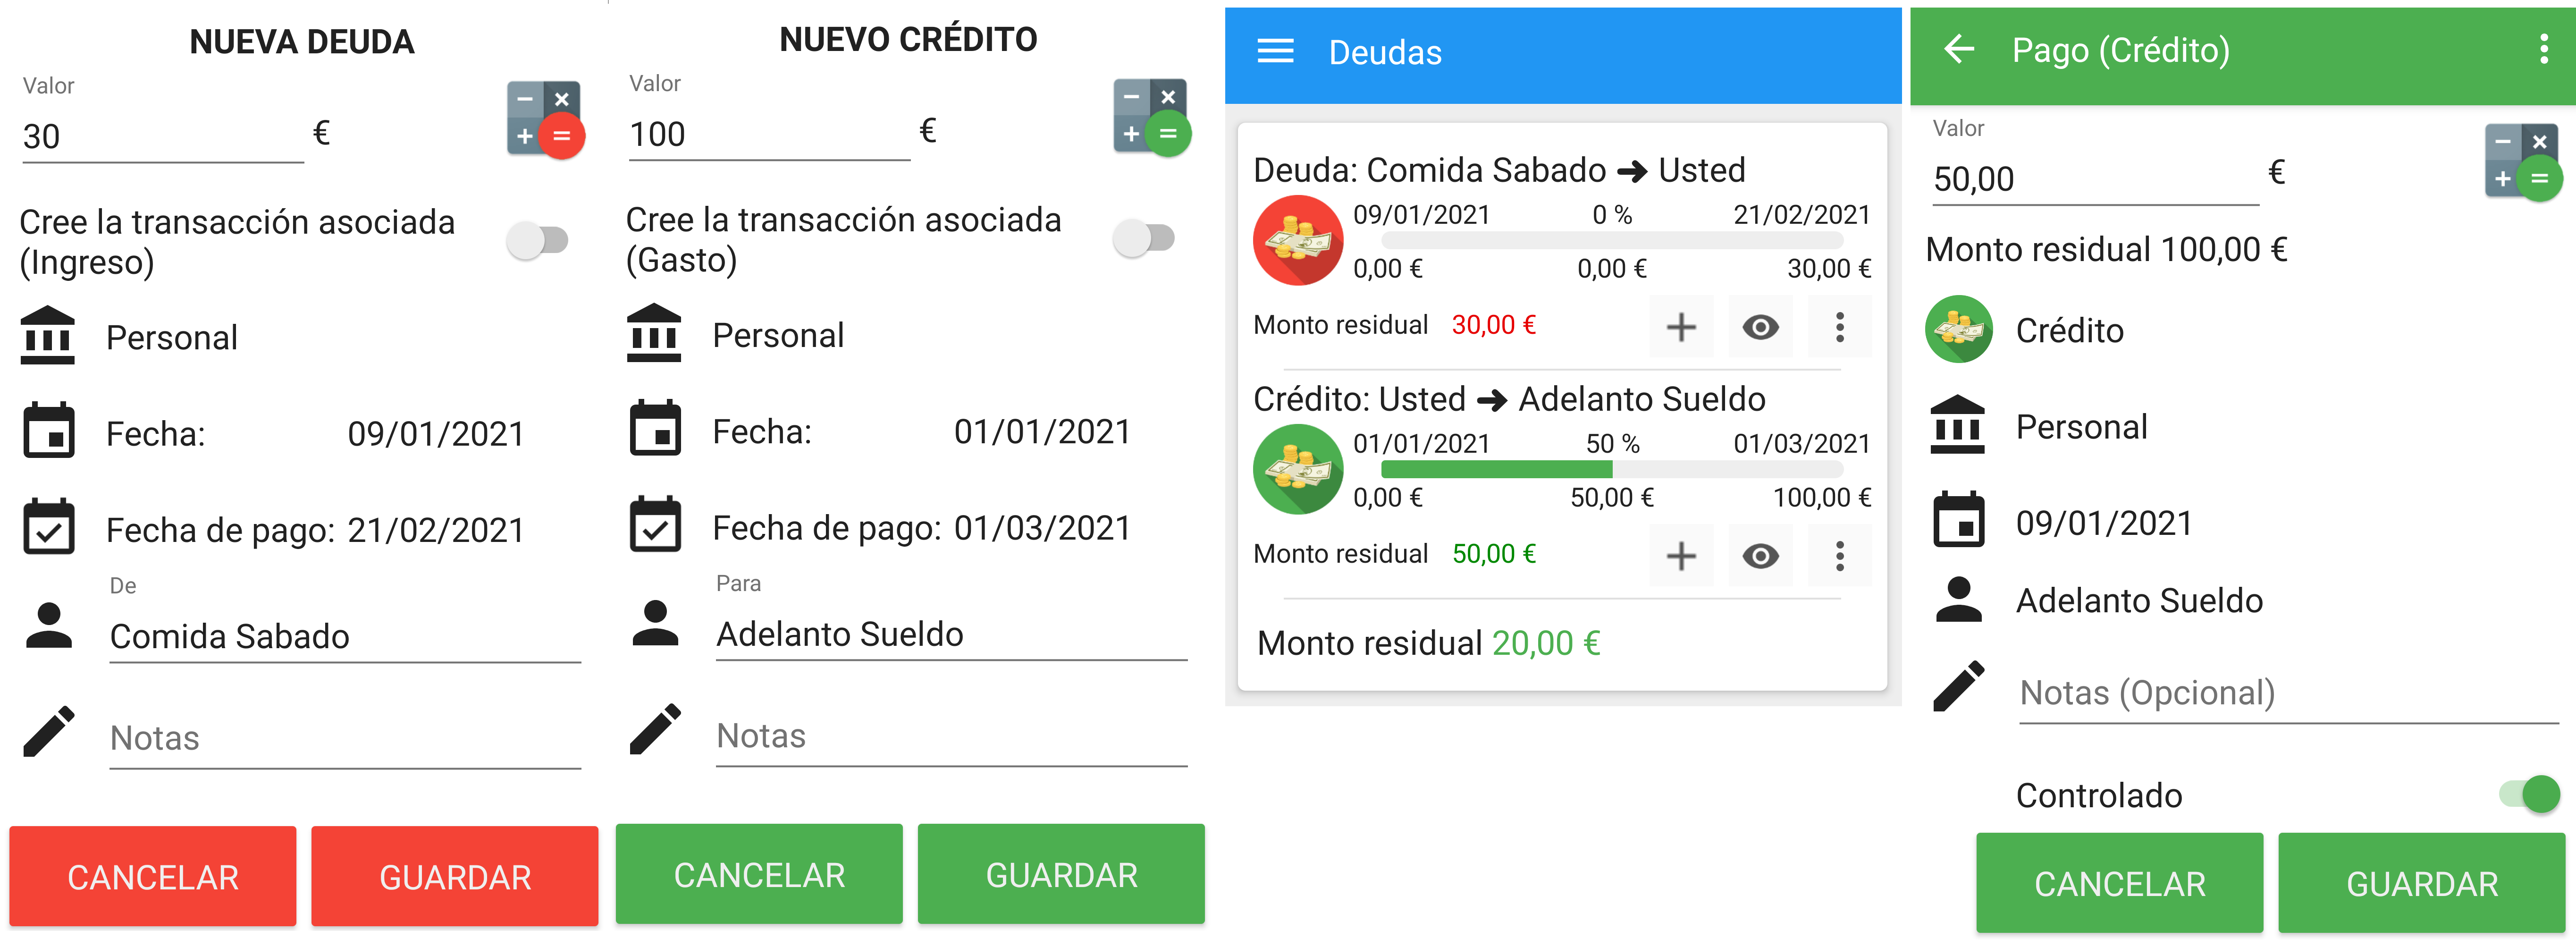 NUEVA DEUDA
Valor
30 €
Cree la transacción asociada
(Ingreso)
Personal
Fecha: 09/01/2021
Fecha de pago: 21/02/2021
De
Comida Sabado
Notas
CANCELAR GUARDAR
NUEVO CRÉDITO
Valor
100 €
Cree la transacción asociada
(Gasto)
Personal
Fecha: 01/01/2021
Fecha de pago: 01/03/2021
Para
Adelanto Sueldo
Notas
CANCELAR GUARDAR
Deudas
Deuda: Comida Sabado ➔ Usted
09/01/2021 0 % 21/02/2021
0,00 € 0,00 € 30,00 €
Monto residual 30,00 €
Crédito: Usted ➔ Adelanto Sueldo
01/01/2021 50 % 01/03/2021
0,00 € 50,00 € 100,00 €
Monto residual 50,00 €
Monto residual 20,00 €
Pago (Crédito)
Valor
50,00 €
Monto residual 100,00 €
Crédito
Personal
09/01/2021
Adelanto Sueldo
Notas (Opcional)
Controlado
CANCELAR GUARDAR